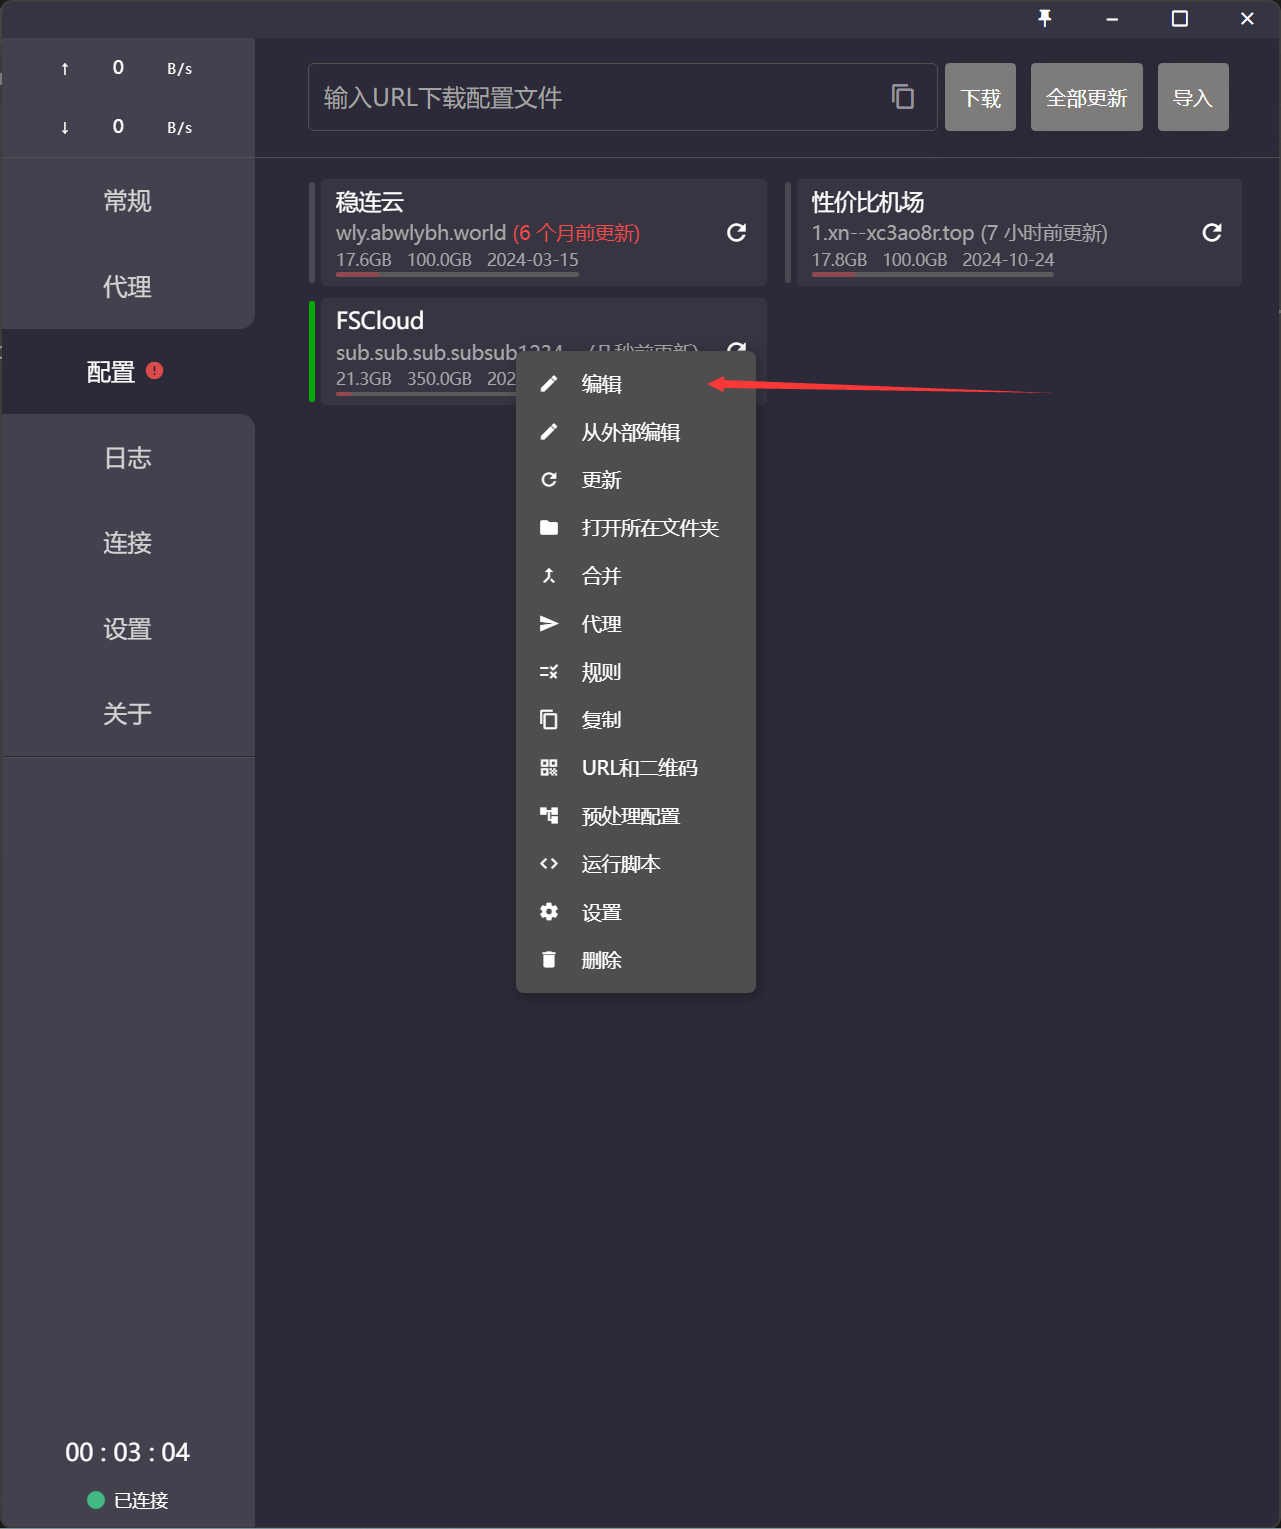 ↑ 0 B/s
↓ 0 B/s
常规
代理
配置
日志
连接
设置
关于
00 : 03 : 04
已连接
输入URL下载配置文件
下载
全部更新
导入
稳连云
wly.abwlybh.world (6 个月前更新)
17.6GB 100.0GB 2024-03-15
性价比机场
1.xn--xc3ao8r.top (7 小时前更新)
17.8GB 100.0GB 2024-10-24
FSCloud
sub.sub.sub.subsub1234... (几秒前更新)
21.3GB 350.0GB 202
编辑
从外部编辑
更新
打开所在文件夹
合并
代理
规则
复制
URL和二维码
预处理配置
运行脚本
设置
删除